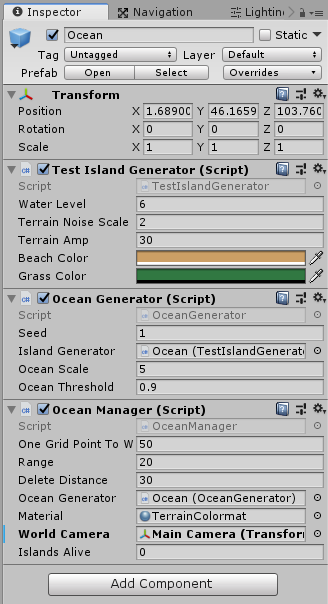 Inspector Navigation Lighting
Ocean Static
Tag Untagged Layer Default
Prefab Open Select Overrides
Transform
Position X 1.68900 Y 46.1659 Z 103.760
Rotation X 0 Y 0 Z 0
Scale X 1 Y 1 Z 1
Test Island Generator (Script)
Script TestIslandGenerator
Water Level 6
Terrain Noise Scale 2
Terrain Amp 30
Beach Color
Grass Color
Ocean Generator (Script)
Script OceanGenerator
Seed 1
Island Generator Ocean (TestIslandGenerat
Ocean Scale 5
Ocean Threshold 0.9
Ocean Manager (Script)
Script OceanManager
One Grid Point To W 50
Range 20
Delete Distance 30
Ocean Generator Ocean (OceanGenerator)
Material TerrainColormat
World Camera Main Camera (Transform
Islands Alive 0
Add Component